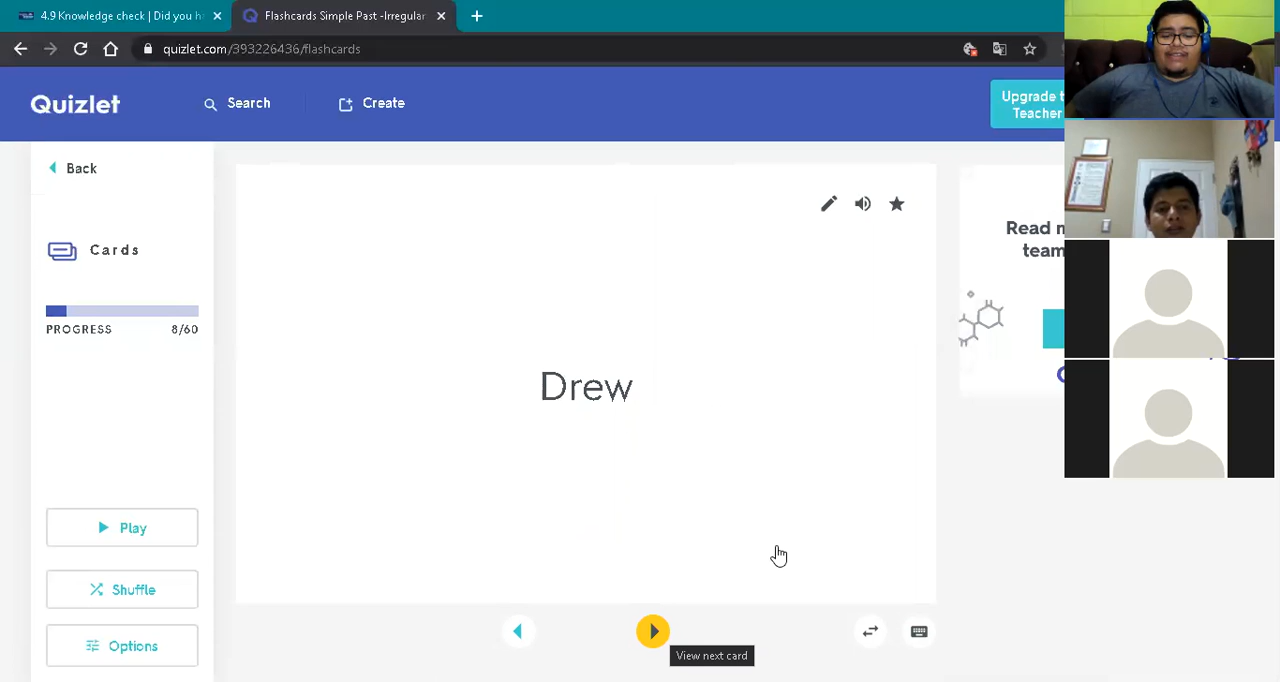 4.9 Knowledge check | Did you h
Flashcards Simple Past -Irregular
quizlet.com/393226436/flashcards
Quizlet
Search
Create
Upgrade t
Teacher
Back
Cards
PROGRESS 8/60
Drew
Read m
team
Play
Shuffle
Options
View next card